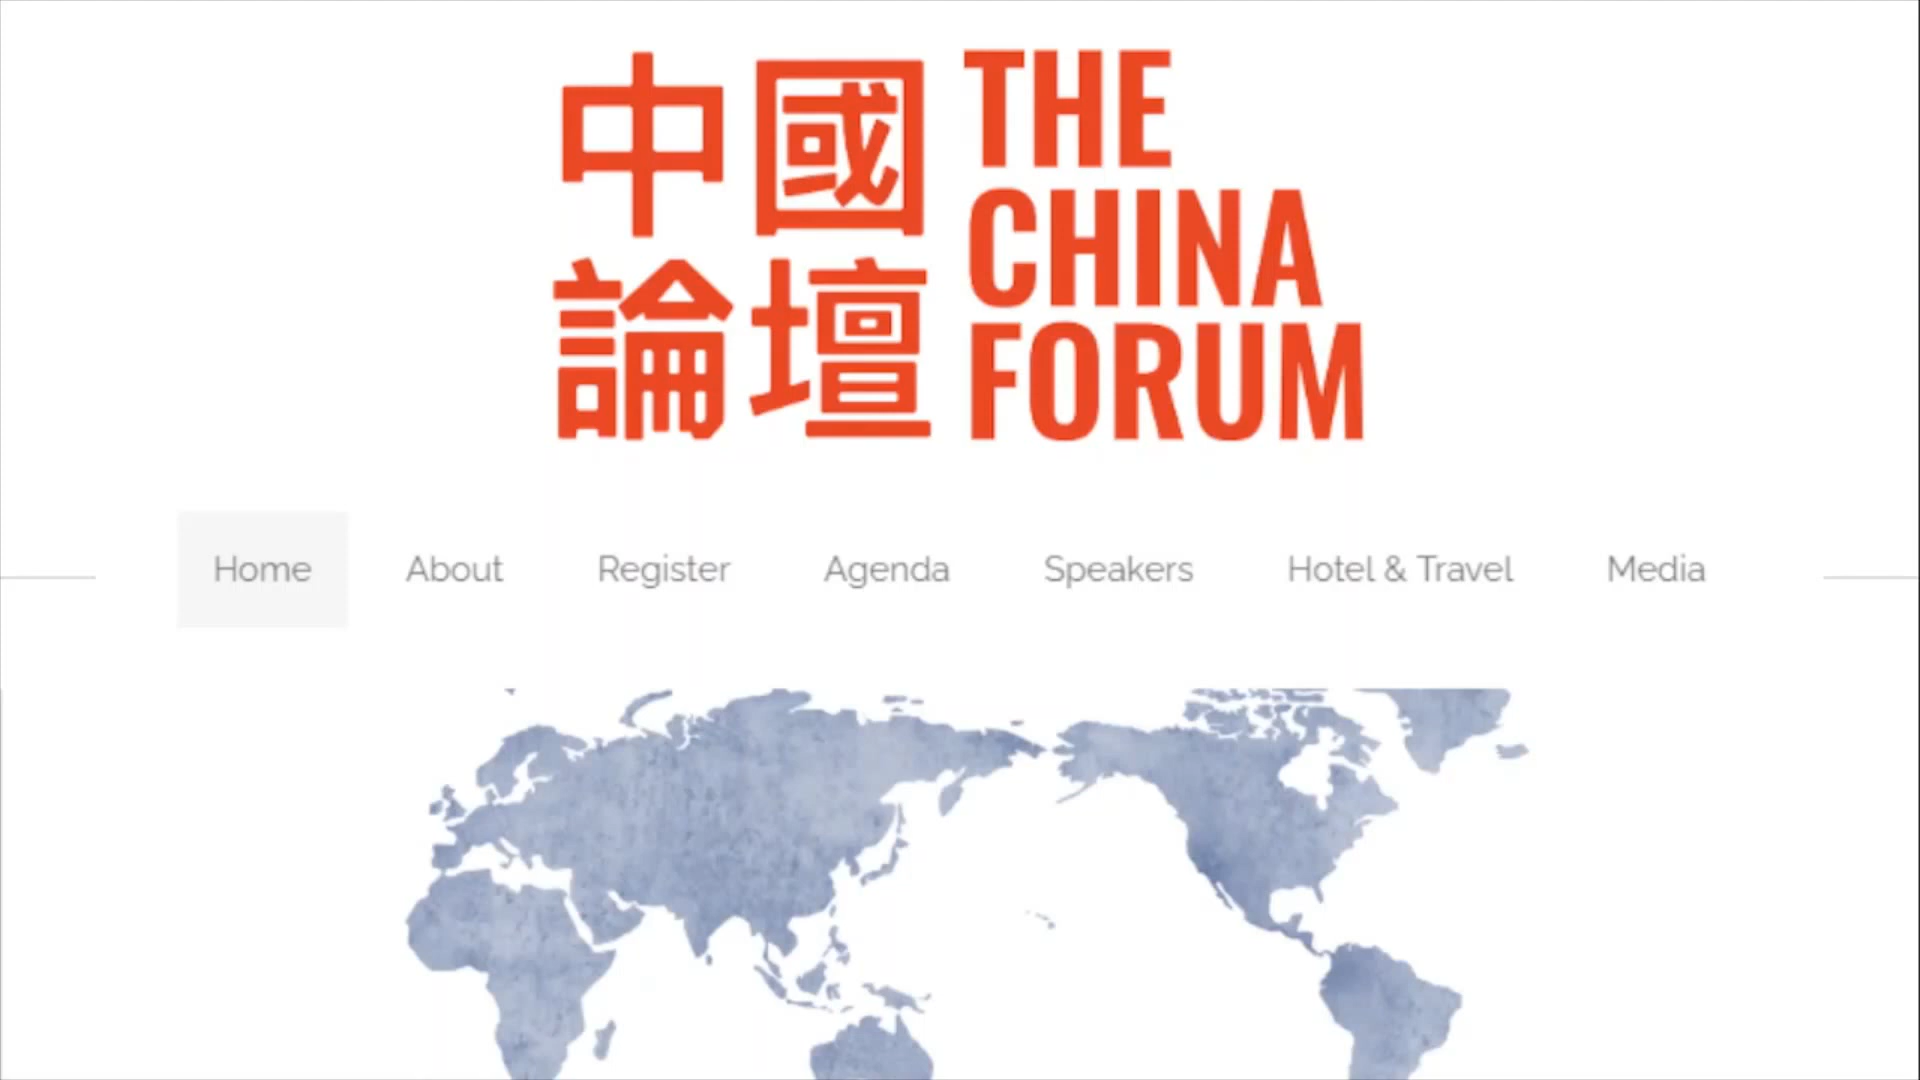 中國
論壇
THE
CHINA
FORUM
Home About Register Agenda Speakers Hotel & Travel Media